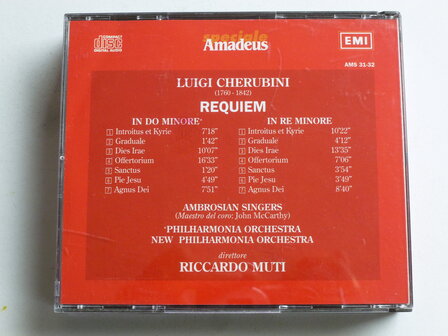 COMPACT
disc
DIGITAL AUDIO
speciale
Amadeus
EMI
AMS 31-32
LUIGI CHERUBINI
(1760 - 1842)
REQUIEM
IN DO MINORE* IN RE MINORE
1 Introitus et Kyrie 7'18" 1 Introitus et Kyrie 10'22"
2 Graduale 1'42" 2 Graduale 4'12"
3 Dies Irae 10'07" 3 Dies Irae 13'35"
4 Offertorium 16'33" 4 Offertorium 7'06"
5 Sanctus 1'20" 5 Sanctus 3'54"
6 Pie Jesu 4'49" 6 Pie Jesu 3'49"
7 Agnus Dei 7'51" 7 Agnus Dei 8'40"
AMBROSIAN SINGERS
(Maestro del coro: John McCarthy)
*PHILHARMONIA ORCHESTRA
NEW PHILHARMONIA ORCHESTRA
direttore
RICCARDO MUTI